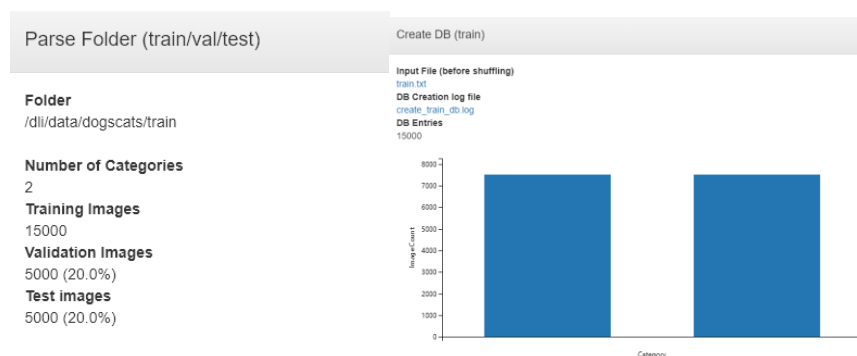 Parse Folder (train/val/test)
Folder
/dli/data/dogscats/train
Number of Categories
2
Training Images
15000
Validation Images
5000 (20.0%)
Test images
5000 (20.0%)
Create DB (train)
Input File (before shuffling)
train.txt
DB Creation log file
create_train_db.log
DB Entries
15000
8000
7000
6000
5000
4000
3000
2000
1000
0
ImageCount
Category